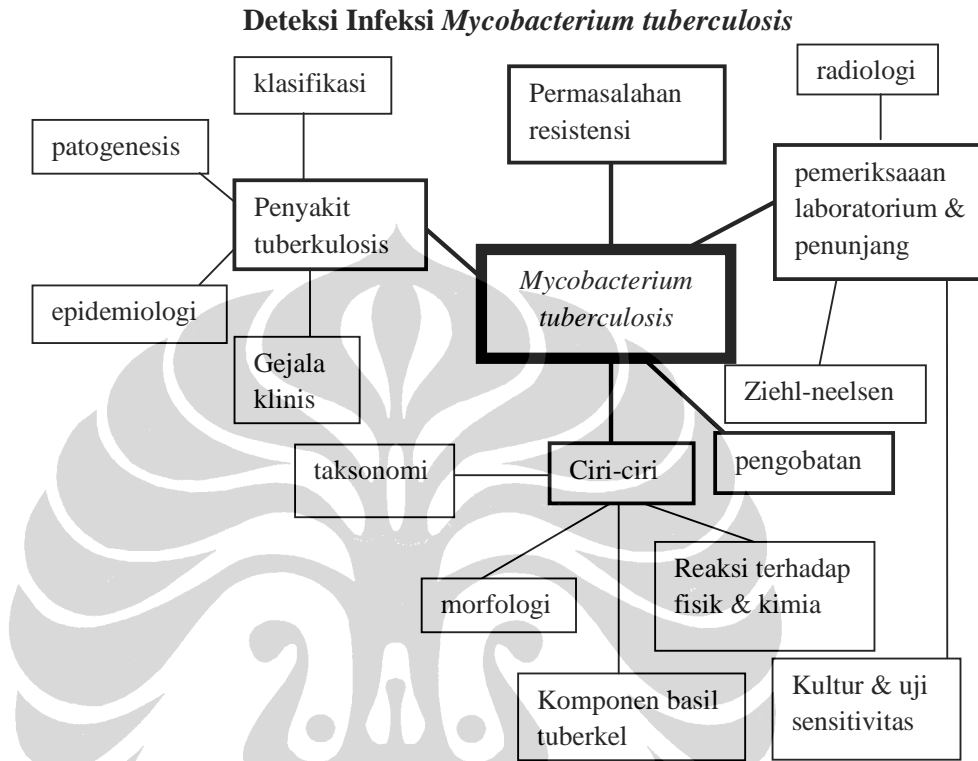 Deteksi Infeksi Mycobacterium tuberculosis
klasifikasi
patogenesis
Penyakit
tuberkulosis
epidemiologi
Gejala
klinis
Permasalahan
resistensi
radiologi
pemeriksaaan
laboratorium &
penunjang
Mycobacterium
tuberculosis
Ziehl-neelsen
pengobatan
taksonomi
Ciri-ciri
morfologi
Reaksi terhadap
fisik & kimia
Komponen basil
tuberkel
Kultur & uji
sensitivitas